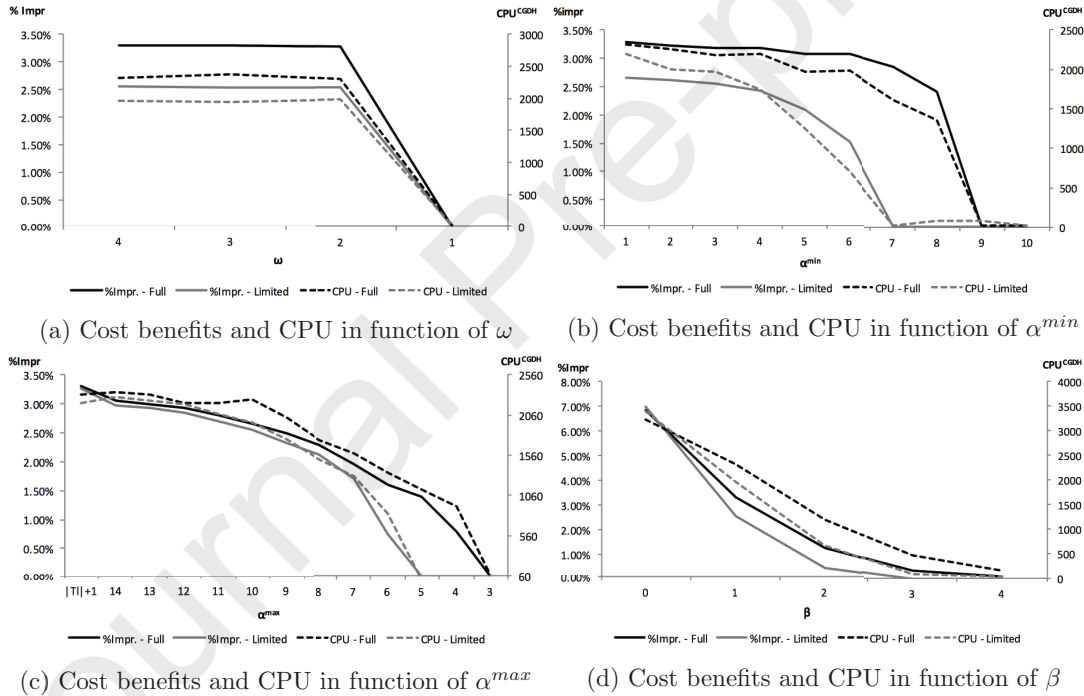 % Impr
CPU^CGDH
3.50%
3.00%
2.50%
2.00%
1.50%
1.00%
0.50%
0.00%
3000
2500
2000
1500
1000
500
0
4 3 2 1
ω
%Impr. - Full %Impr. - Limited CPU - Full CPU - Limited
(a) Cost benefits and CPU in function of ω
%impr
CPU^CGDH
3.50%
3.00%
2.50%
2.00%
1.50%
1.00%
0.50%
0.00%
2500
2000
1500
1000
500
0
1 2 3 4 5 6 7 8 9 10
α^min
%Impr. - Full %Impr. - Limited CPU - Full CPU - Limited
(b) Cost benefits and CPU in function of α^min
%Impr
CPU^CGDH
3.50%
3.00%
2.50%
2.00%
1.50%
1.00%
0.50%
0.00%
2560
2060
1560
1060
560
60
|Tl|+1 14 13 12 11 10 9 8 7 6 5 4 3
α^max
%Impr. - Full %Impr. - Limited CPU - Full CPU - Limited
(c) Cost benefits and CPU in function of α^max
%Impr
CPU^CGDH
8.00%
7.00%
6.00%
5.00%
4.00%
3.00%
2.00%
1.00%
0.00%
4000
3500
3000
2500
2000
1500
1000
500
0
0 1 2 3 4
β
%Impr. - Full %Impr. - Limited CPU - Full CPU - Limited
(d) Cost benefits and CPU in function of β
ournal Pre-p